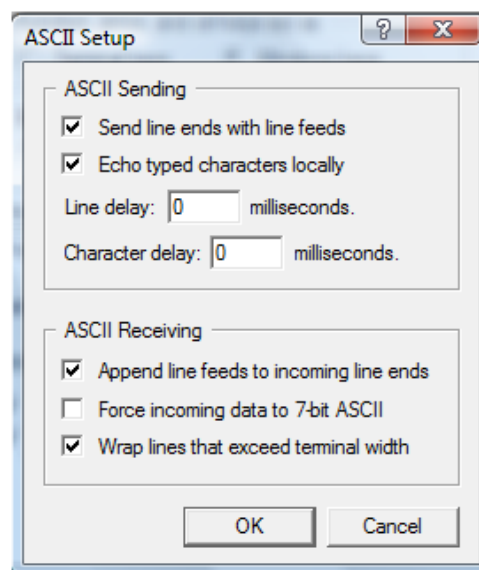 ASCII Setup
?
X
ASCII Sending
Send line ends with line feeds
Echo typed characters locally
Line delay: 0 milliseconds.
Character delay: 0 milliseconds.
ASCII Receiving
Append line feeds to incoming line ends
Force incoming data to 7-bit ASCII
Wrap lines that exceed terminal width
OK Cancel